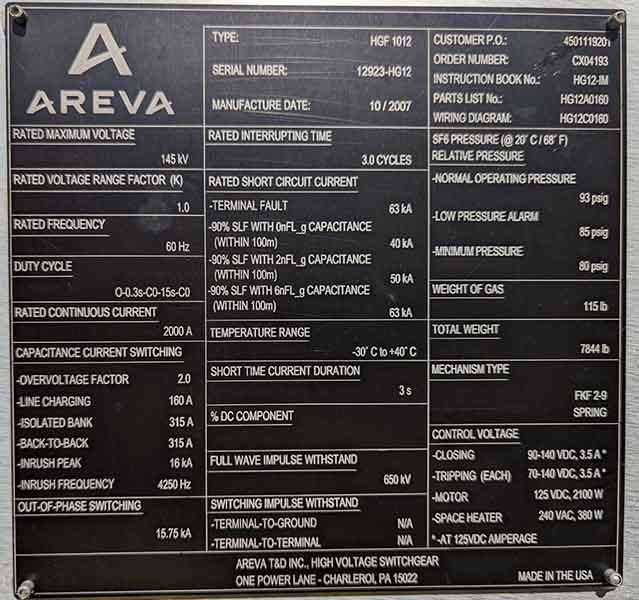 AREVA
RATED MAXIMUM VOLTAGE
145 kV
RATED VOLTAGE RANGE FACTOR (K)
1.0
RATED FREQUENCY
60 Hz
DUTY CYCLE
O-0.3s-C0-15s-C0
RATED CONTINUOUS CURRENT
2000 A
CAPACITANCE CURRENT SWITCHING
-OVERVOLTAGE FACTOR 2.0
-LINE CHARGING 160 A
-ISOLATED BANK 315 A
-BACK-TO-BACK 315 A
-INRUSH PEAK 16 kA
-INRUSH FREQUENCY 4250 Hz
OUT-OF-PHASE SWITCHING
15.75 kA
TYPE: HGF 1012
SERIAL NUMBER: 12923-HG12
MANUFACTURE DATE: 10 / 2007
RATED INTERRUPTING TIME
3.0 CYCLES
RATED SHORT CIRCUIT CURRENT
-TERMINAL FAULT 63 kA
-90% SLF WITH 0nFL_g CAPACITANCE
(WITHIN 100m) 40 kA
-90% SLF WITH 2nFL_g CAPACITANCE
(WITHIN 100m) 50 kA
-90% SLF WITH 6nFL_g CAPACITANCE
(WITHIN 100m) 63 kA
TEMPERATURE RANGE
-30° C to +40° C
SHORT TIME CURRENT DURATION
3 s
% DC COMPONENT
FULL WAVE IMPULSE WITHSTAND
650 kV
SWITCHING IMPULSE WITHSTAND
-TERMINAL-TO-GROUND N/A
-TERMINAL-TO-TERMINAL N/A
CUSTOMER P.O.: 4501119201
ORDER NUMBER: CX04193
INSTRUCTION BOOK No.: HG12-IM
PARTS LIST No.: HG12A0160
WIRING DIAGRAM: HG12C0160
SF6 PRESSURE (@ 20° C / 68° F)
RELATIVE PRESSURE
-NORMAL OPERATING PRESSURE
93 psig
-LOW PRESSURE ALARM
85 psig
-MINIMUM PRESSURE
80 psig
WEIGHT OF GAS
115 lb
TOTAL WEIGHT
7844 lb
MECHANISM TYPE
FKF 2-9
SPRING
CONTROL VOLTAGE
-CLOSING 90-140 VDC, 3.5 A*
-TRIPPING (EACH) 70-140 VDC, 3.5 A*
-MOTOR 125 VDC, 2100 W
-SPACE HEATER 240 VAC, 380 W
*-AT 125VDC AMPERAGE
AREVA T&D INC., HIGH VOLTAGE SWITCHGEAR
ONE POWER LANE - CHARLEROI, PA 15022
MADE IN THE USA